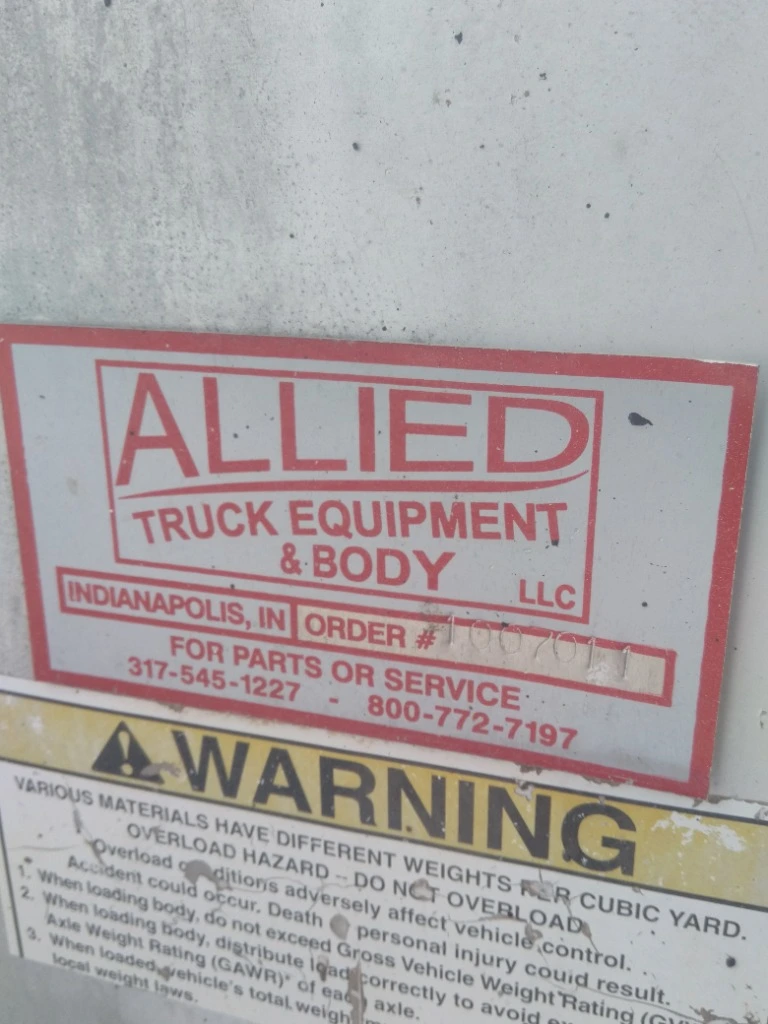 ALLIED
TRUCK EQUIPMENT
& BODY
LLC
INDIANAPOLIS, IN ORDER # 1007011
FOR PARTS OR SERVICE
317-545-1227 - 800-772-7197
WARNING
VARIOUS MATERIALS HAVE DIFFERENT WEIGHTS PER CUBIC YARD.
OVERLOAD HAZARD - DO NOT OVERLOAD
Overload conditions adversely affect vehicle control.
Accident could occur. Death personal injury could result.
1. When loading body, do not exceed Gross Vehicle Weight Rating
2. When loading body, distribute load correctly to avoid
Axle Weight Rating (GAWR)* of each axle.
3. When loaded, vehicle's total weight
local weight laws.